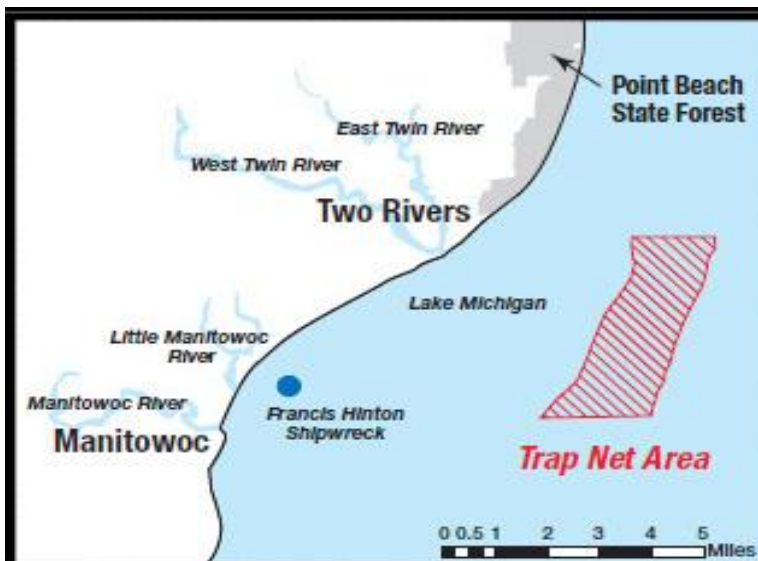 Point Beach
State Forest
East Twin River
West Twin River
Two Rivers
Lake Michigan
Little Manitowoc
River
Manitowoc River
Francis Hinton
Shipwreck
Manitowoc
Trap Net Area
0 0.5 1 2 3 4 5
Miles